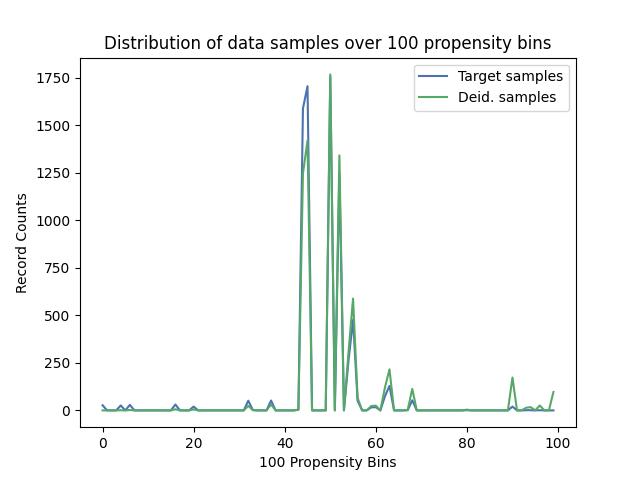 Distribution of data samples over 100 propensity bins
Target samples
Deid. samples
1750
1500
1250
1000
750
500
250
0
Record Counts
0 20 40 60 80 100
100 Propensity Bins